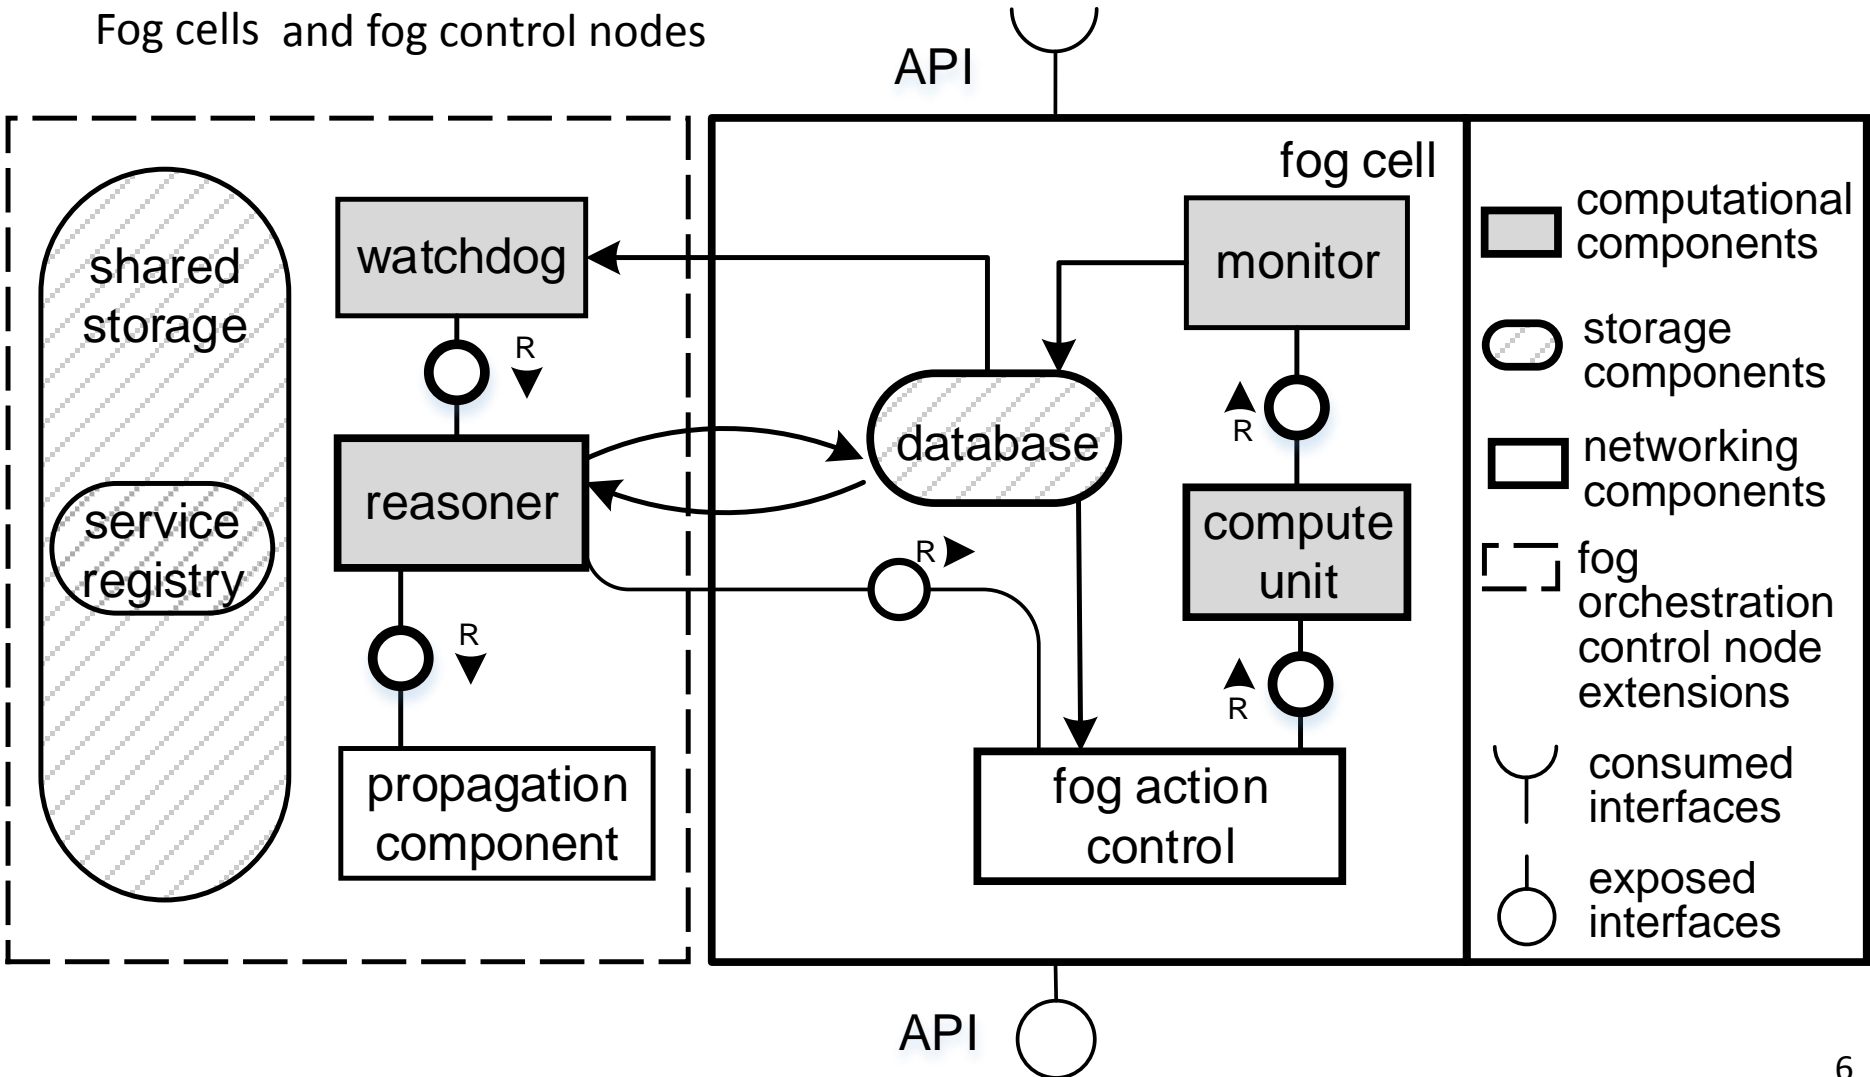 Fog cells and fog control nodes
API
fog cell
shared
storage
service
registry
watchdog
R
reasoner
R
propagation
component
monitor
database
R
R
compute
unit
R
fog action
control
computational
components
storage
components
networking
components
fog
orchestration
control node
extensions
consumed
interfaces
exposed
interfaces
API
6